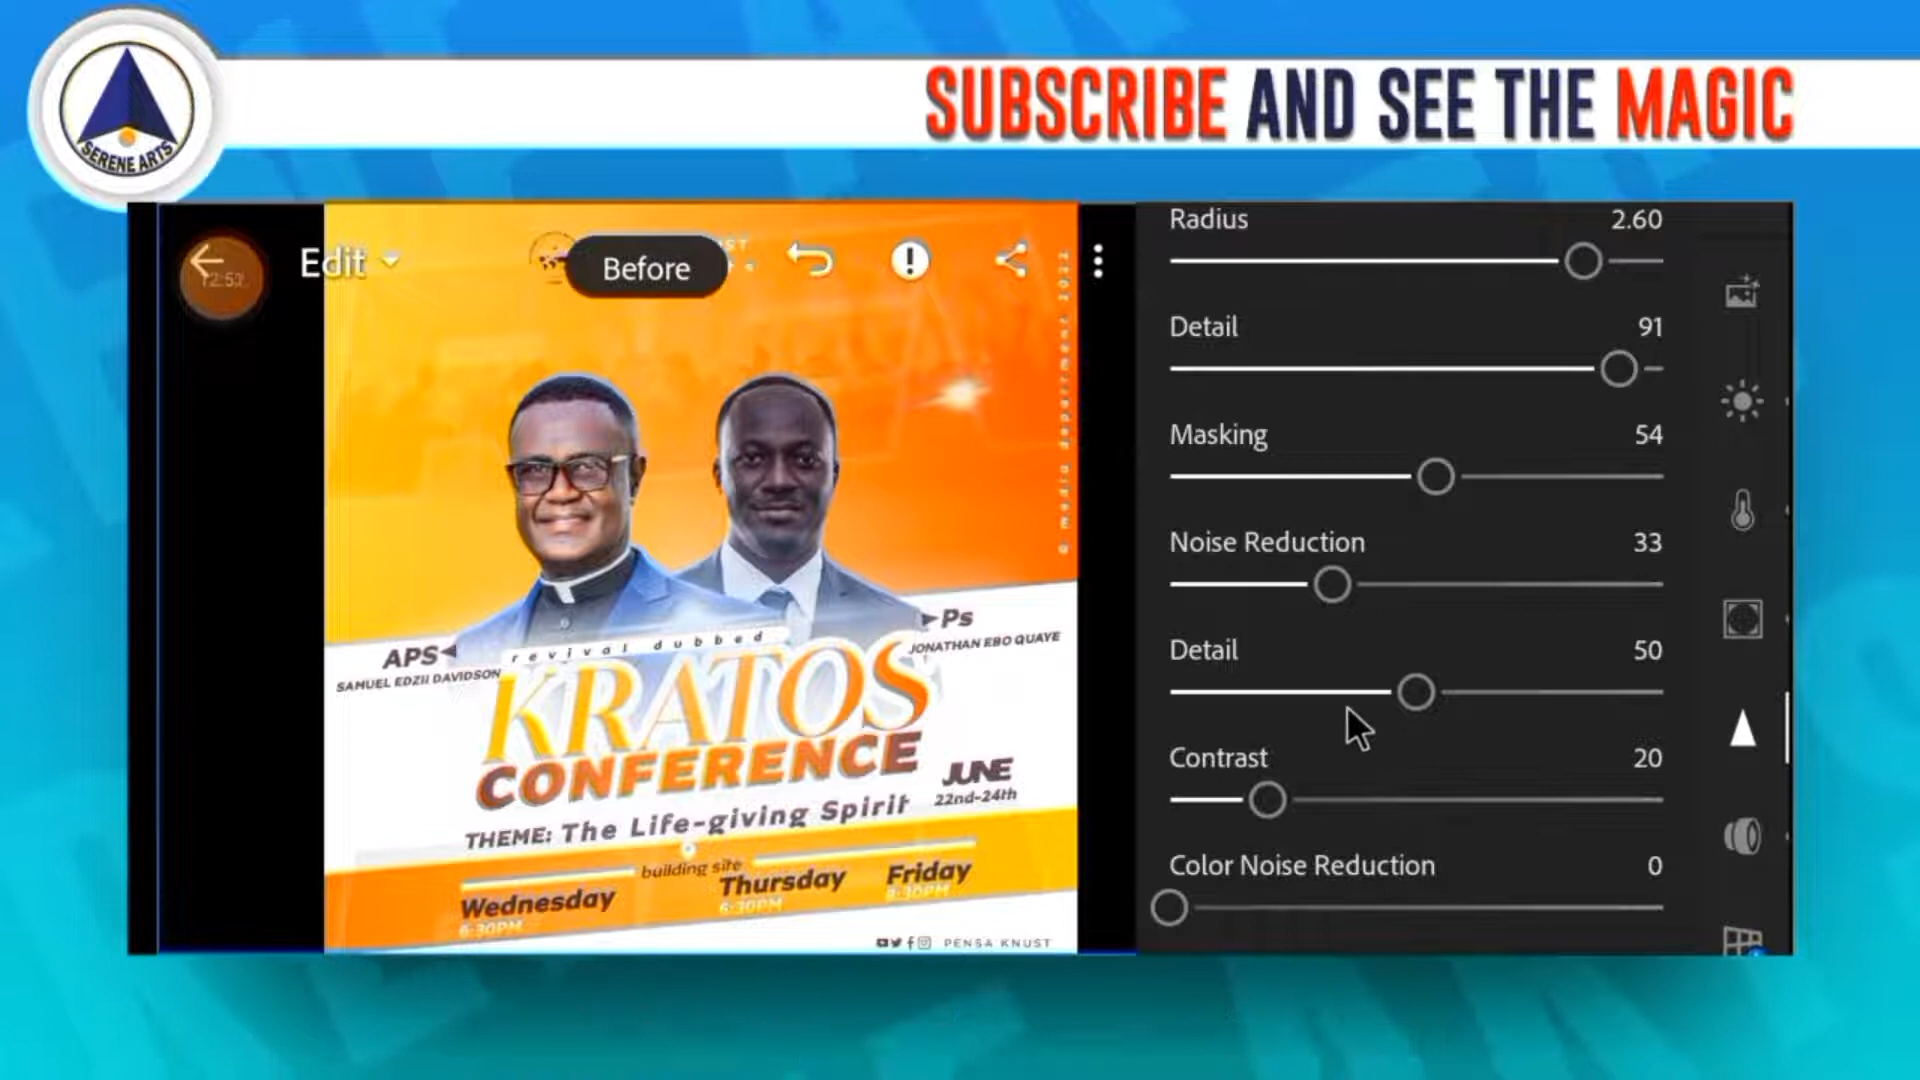 SUBSCRIBE AND SEE THE MAGIC
SERENE ARTS
Edit
Before
Radius 2.60
Detail 91
Masking 54
Noise Reduction 33
Detail 50
Contrast 20
Color Noise Reduction 0
© media department 2022
APS
SAMUEL EDZII DAVIDSON
Ps
JONATHAN EBO QUAYE
revival dubbed
KRATOS
CONFERENCE
JUNE
22nd-24th
THEME: The Life-giving Spirit
building site
Wednesday
6:30PM
Thursday
6:30PM
Friday
PENSA KNUST